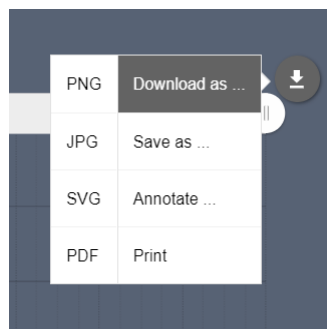 PNG Download as ...
JPG Save as ...
SVG Annotate ...
PDF Print